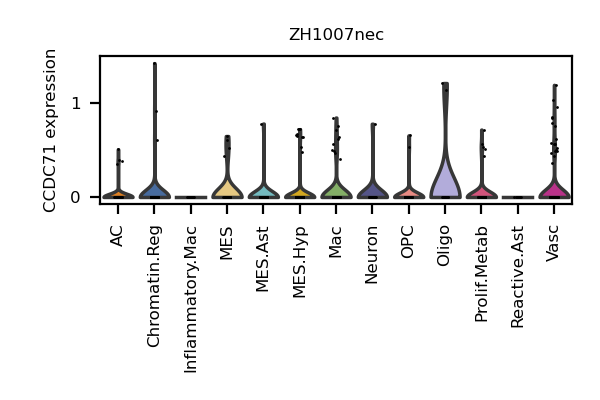 ZH1007nec
CCDC71 expression
1
0
AC
Chromatin.Reg
Inflammatory.Mac
MES
MES.Ast
MES.Hyp
Mac
Neuron
OPC
Oligo
Prolif.Metab
Reactive.Ast
Vasc